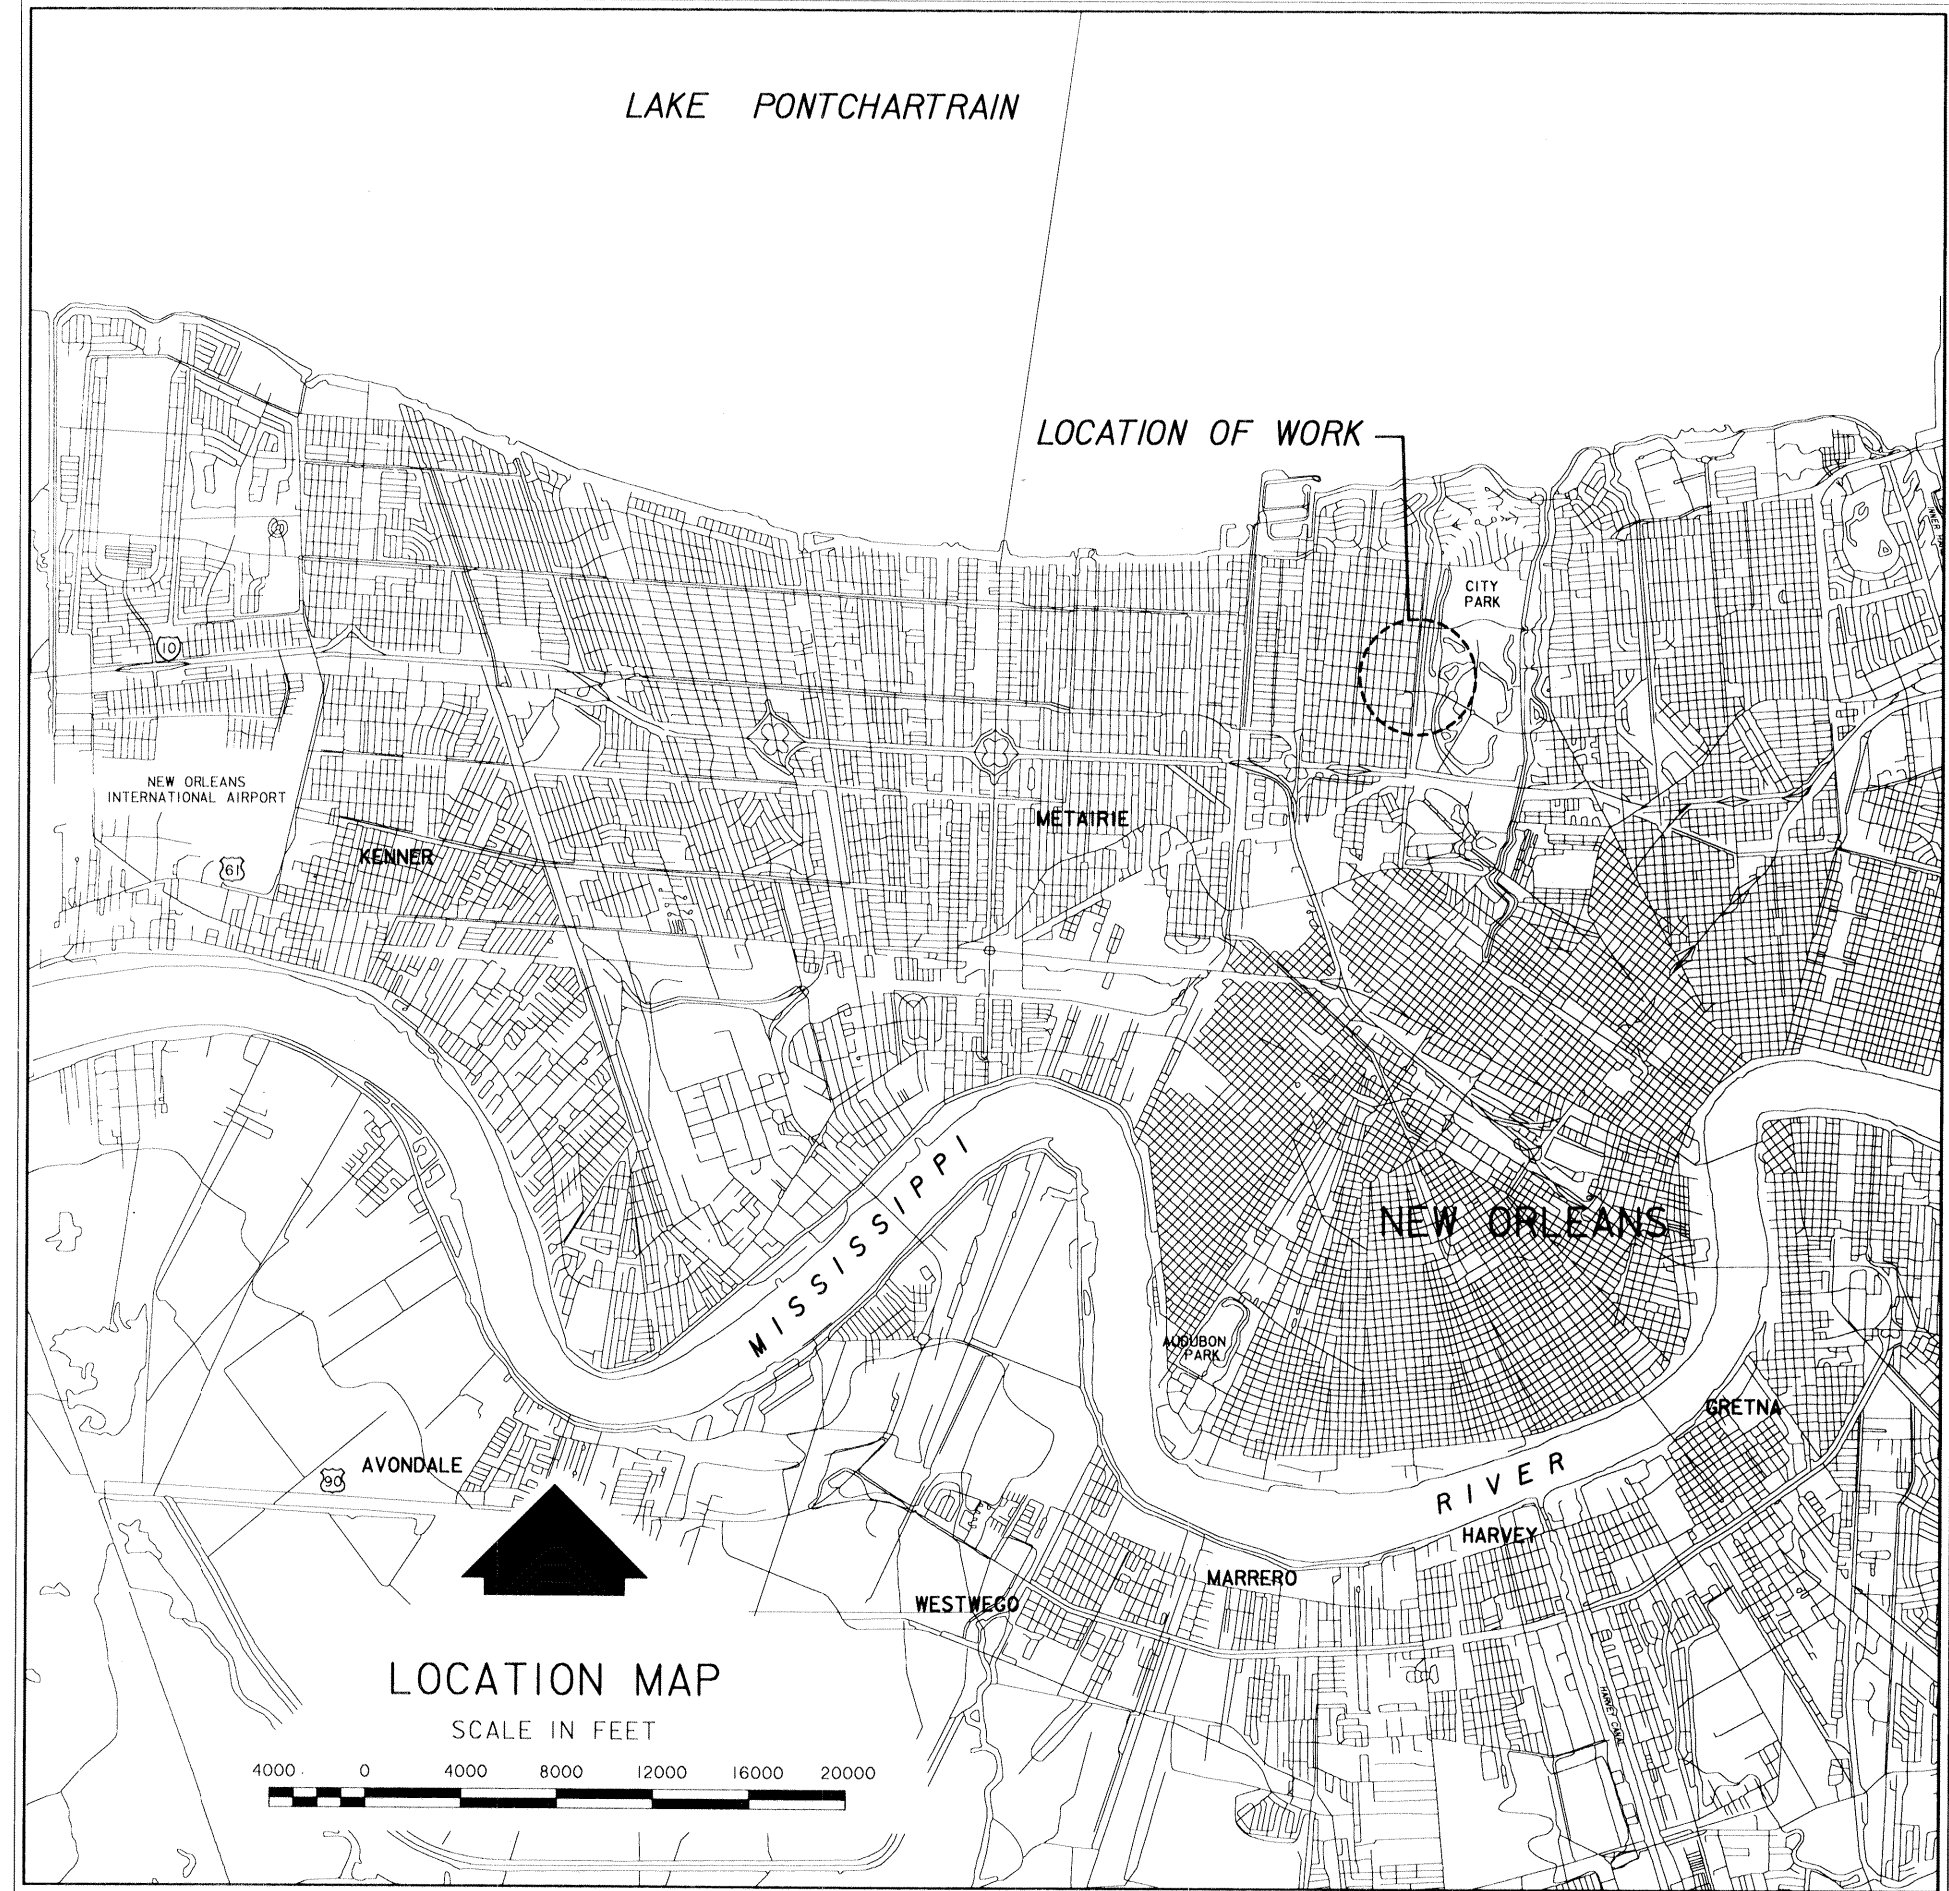 LAKE PONTCHARTRAIN
LOCATION OF WORK
CITY
PARK
10
NEW ORLEANS
INTERNATIONAL AIRPORT
METAIRIE
KENNER
61
MISSISSIPPI
NEW ORLEANS
AUDUBON
PARK
GRETNA
AVONDALE
90
RIVER
HARVEY
MARRERO
WESTWEGO
HARVEY CANAL
LOCATION MAP
SCALE IN FEET
4000 0 4000 8000 12000 16000 20000